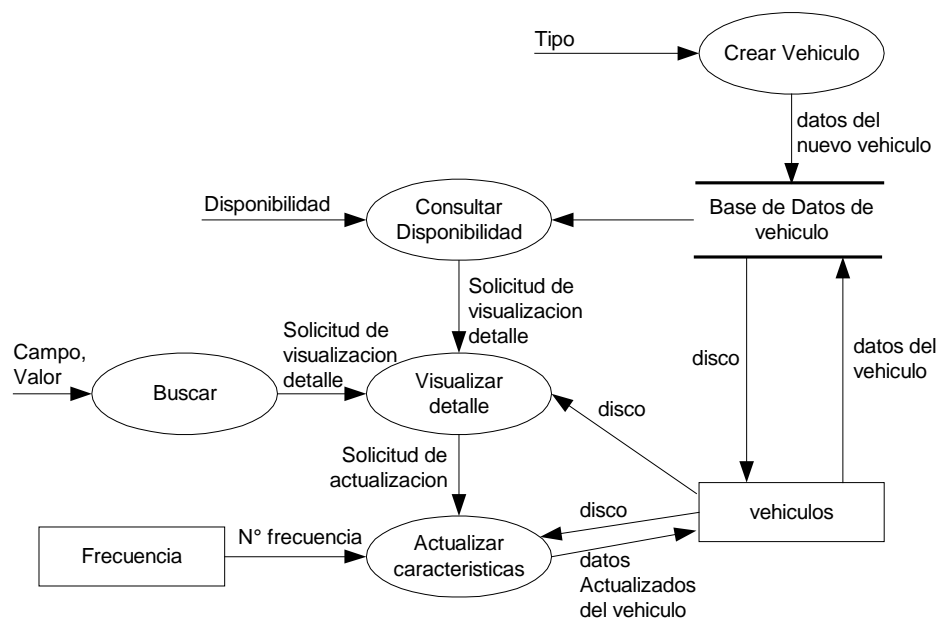 Tipo
Crear Vehiculo
datos del
nuevo vehiculo
Disponibilidad
Consultar
Disponibilidad
Base de Datos de
vehiculo
Solicitud de
visualizacion
detalle
Solicitud de
visualizacion
detalle
Campo,
Valor
Buscar
Visualizar
detalle
disco
disco
datos del
vehiculo
Solicitud de
actualizacion
disco
vehiculos
Frecuencia
N° frecuencia
Actualizar
caracteristicas
datos
Actualizados
del vehiculo